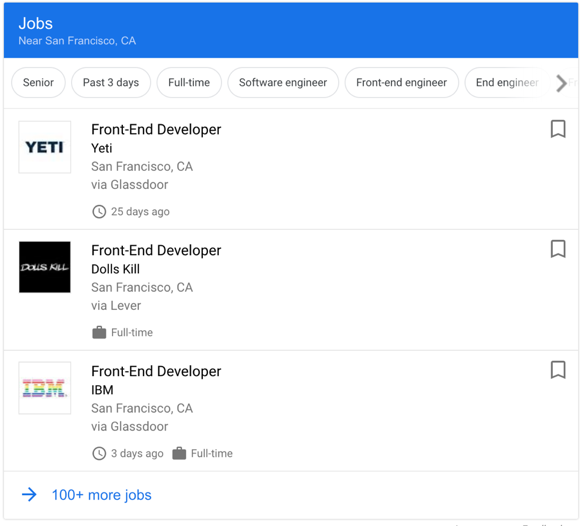 Jobs
Near San Francisco, CA
Senior
Past 3 days
Full-time
Software engineer
Front-end engineer
End engineer
YETI
Front-End Developer
Yeti
San Francisco, CA
via Glassdoor
25 days ago
DOLLS KILL
Front-End Developer
Dolls Kill
San Francisco, CA
via Lever
Full-time
IBM
Front-End Developer
IBM
San Francisco, CA
via Glassdoor
3 days ago Full-time
100+ more jobs